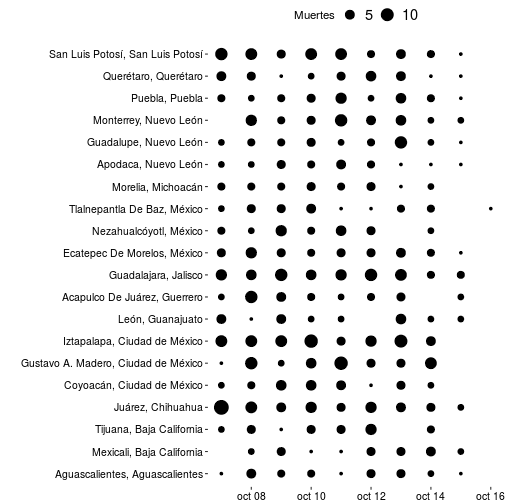 Muertes 5 10
San Luis Potosí, San Luis Potosí
Querétaro, Querétaro
Puebla, Puebla
Monterrey, Nuevo León
Guadalupe, Nuevo León
Apodaca, Nuevo León
Morelia, Michoacán
Tlalnepantla De Baz, México
Nezahualcóyotl, México
Ecatepec De Morelos, México
Guadalajara, Jalisco
Acapulco De Juárez, Guerrero
León, Guanajuato
Iztapalapa, Ciudad de México
Gustavo A. Madero, Ciudad de México
Coyoacán, Ciudad de México
Juárez, Chihuahua
Tijuana, Baja California
Mexicali, Baja California
Aguascalientes, Aguascalientes
oct 08 oct 10 oct 12 oct 14 oct 16